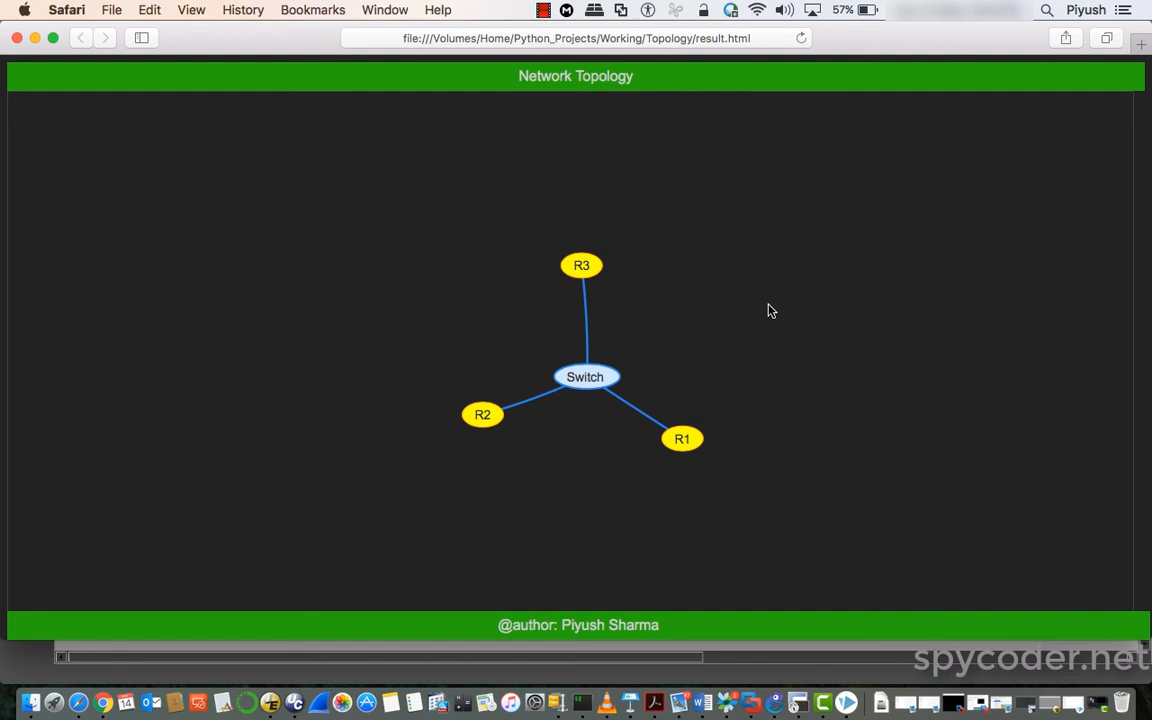 Safari File Edit View History Bookmarks Window Help 57% Piyush
file:///Volumes/Home/Python_Projects/Working/Topology/result.html
Network Topology
R3
Switch
R2
R1
@author: Piyush Sharma
spycoder.net
14